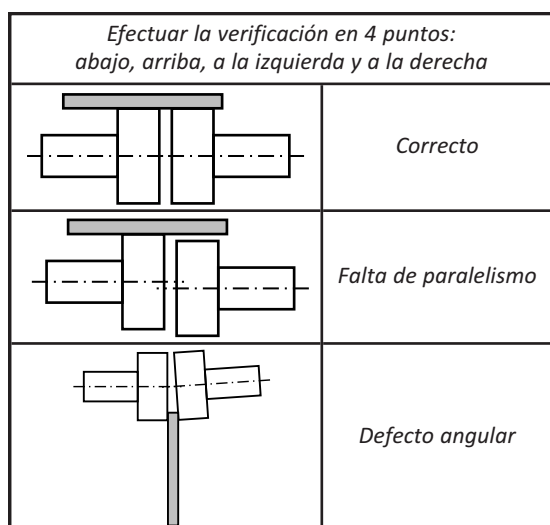 Efectuar la verificación en 4 puntos:
abajo, arriba, a la izquierda y a la derecha
Correcto
Falta de paralelismo
Defecto angular